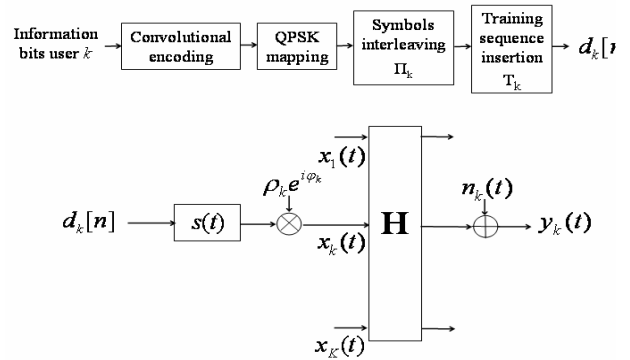 Information
bits user k
Convolutional
encoding
QPSK
mapping
Symbols
interleaving
Π_k
Training
sequence
insertion
T_k
d_k[n
x_1(t)
ρ_k e^{iφ_k}
n_k(t)
d_k[n]
s(t)
x_k(t)
H
y_k(t)
x_K(t)